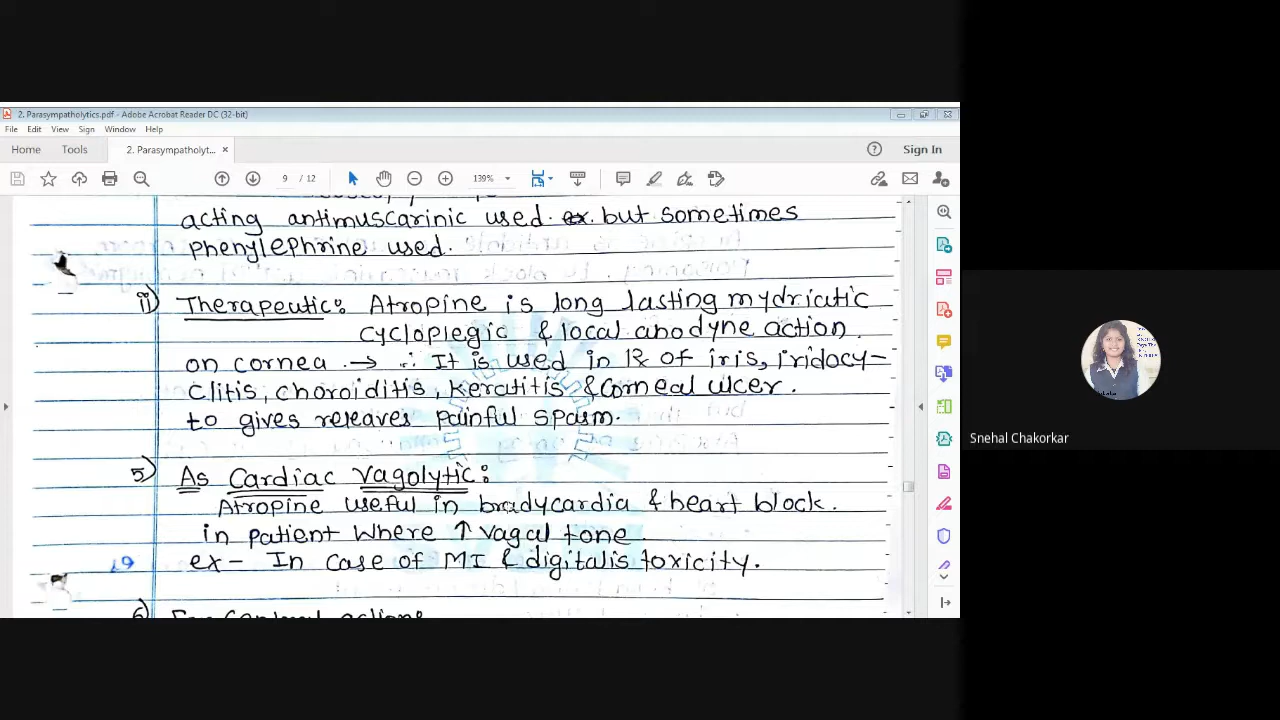 2. Parasympatholytics.pdf - Adobe Acrobat Reader DC (32-bit)
File Edit View Sign Window Help
Home Tools 2. Parasympatholyt... × Sign In
9 / 12 139%
acting antimuscarinic used. but sometimes
phenylephrine used.
ii) Therapeutic: Atropine is long lasting mydriatic
cycloplegic & local anodyne action
on cornea → ∴ It is used in Rx of iris, iridocy-
clitis, choroiditis, keratitis & corneal ulcer.
to gives releaves painful spasm.
5) As Cardiac Vagolytic:
Atropine useful in bradycardia & heart block.
in patient where ↑ vagal tone
ex- In case of MI & digitalis toxicity.
6)
Snehal Chakorkar